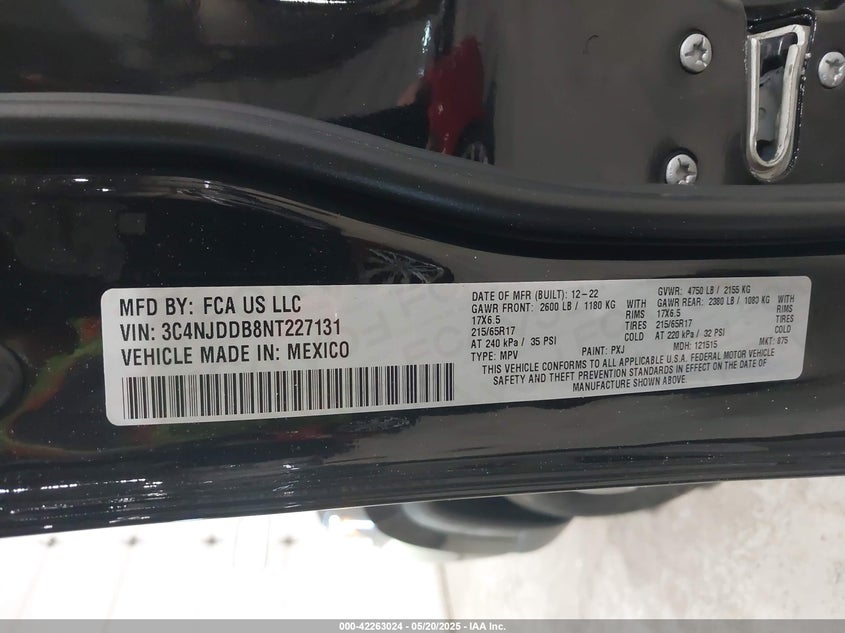 MFD BY: FCA US LLC
VIN: 3C4NJDDB8NT227131
VEHICLE MADE IN: MEXICO
DATE OF MFR (BUILT): 12-22
GVWR: 4750 LB / 2155 KG
GAWR FRONT: 2600 LB / 1180 KG WITH
GAWR REAR: 2380 LB / 1080 KG WITH
17X6.5 RIMS
17X6.5 RIMS
215/65R17 TIRES
215/65R17 TIRES
AT 240 kPa / 35 PSI
AT 220 kPa / 32 PSI
TYPE: MPV PAINT: PXJ MDH: 121515 MKT: 875
THIS VEHICLE CONFORMS TO ALL APPLICABLE U.S.A. FEDERAL MOTOR VEHICLE
SAFETY AND THEFT PREVENTION STANDARDS IN EFFECT ON THE DATE OF
MANUFACTURE SHOWN ABOVE.
000-42263024 - 05/20/2025 - IAA Inc.